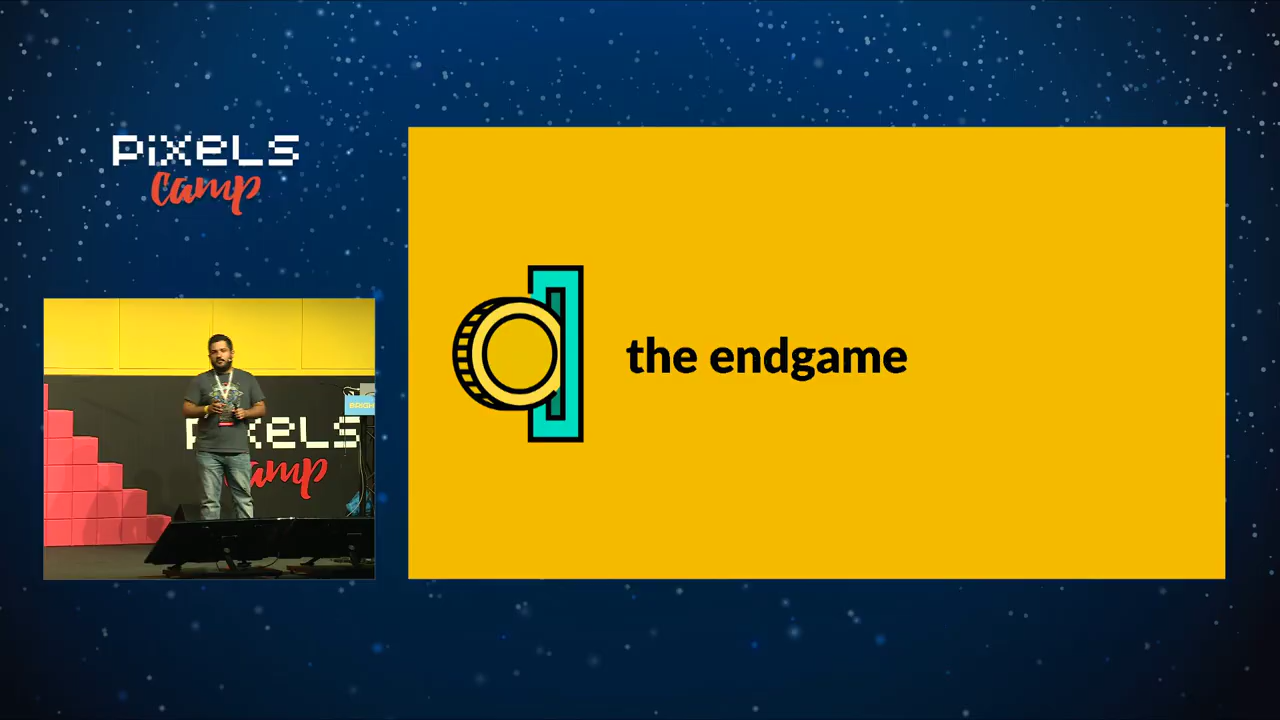 pixels
camp
the endgame
pixels
camp